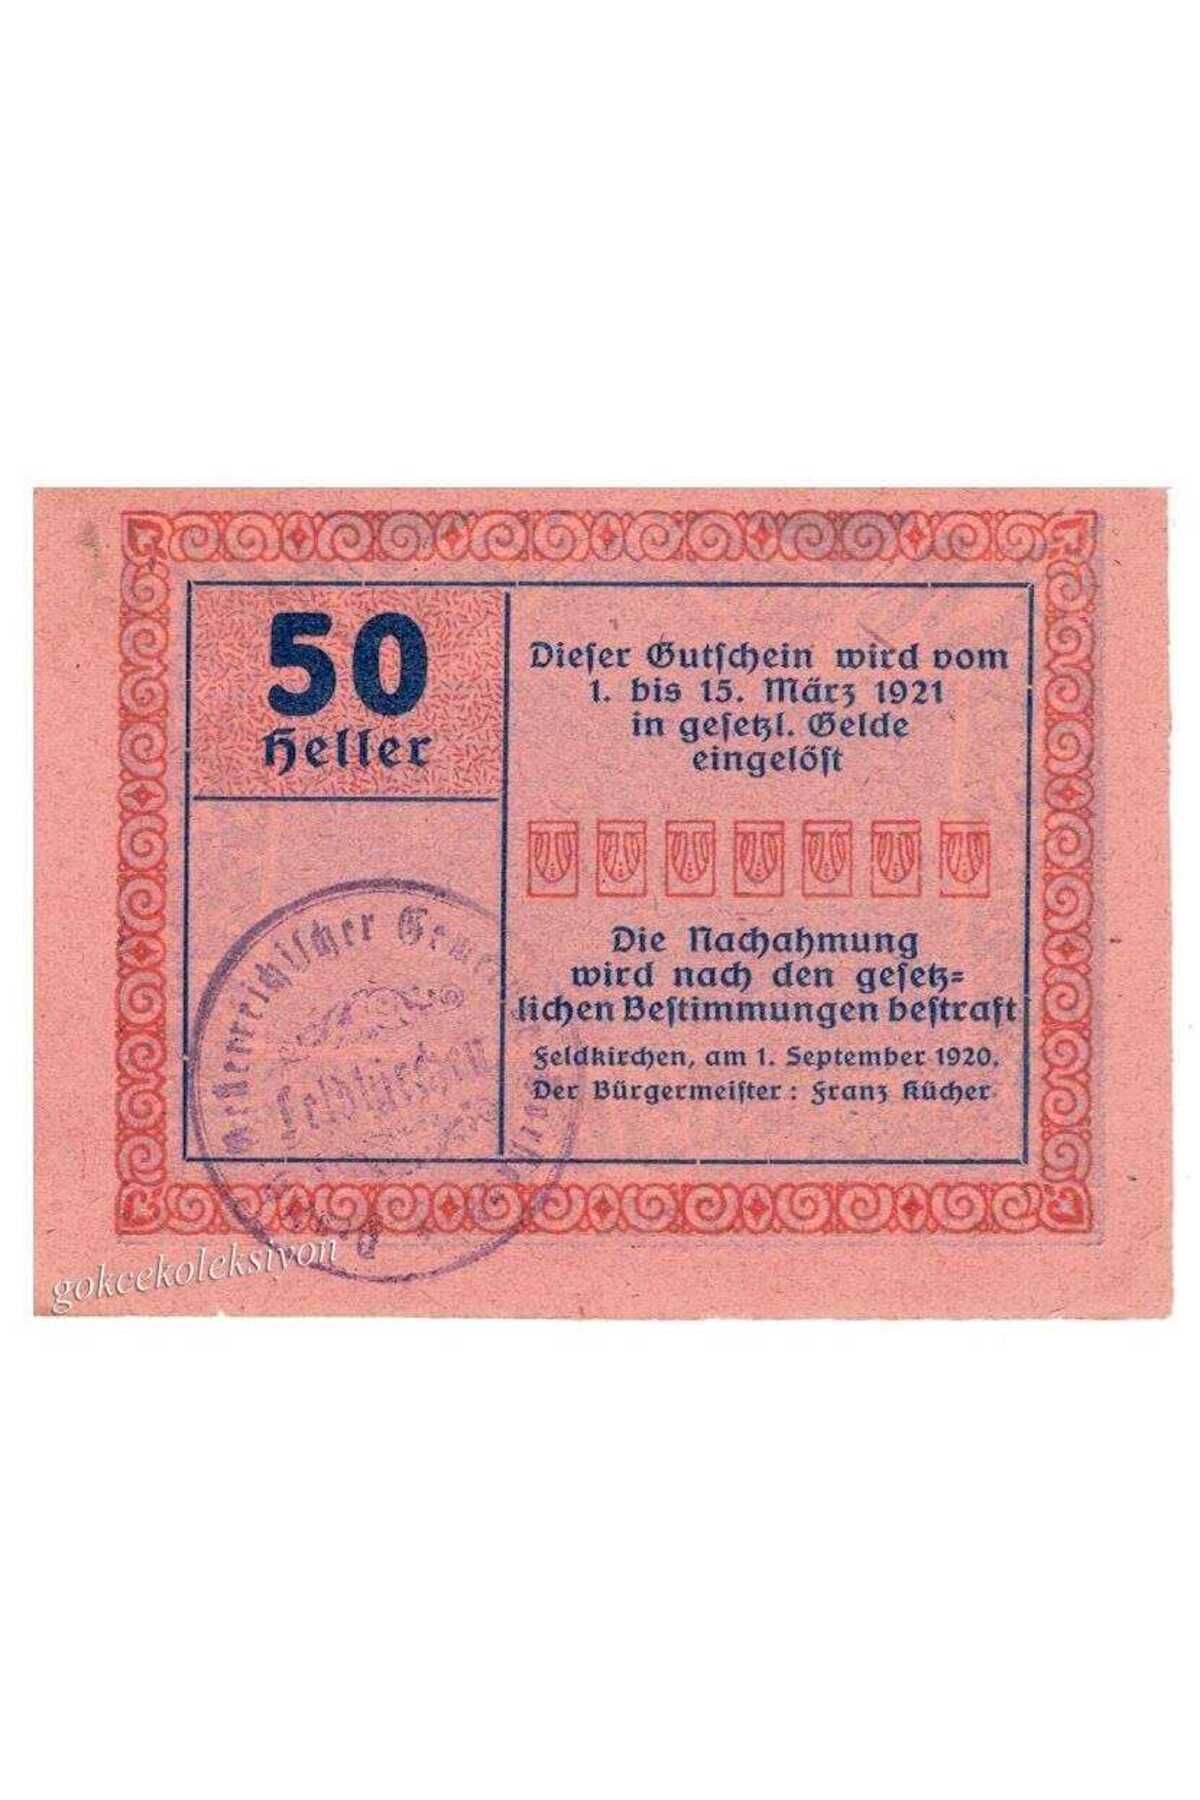 50
Heller
Dieser Gutschein wird vom
1. bis 15. März 1921
in gesetzl. Gelde
eingelöst
Die Nachahmung
wird nach den gesetz=
lichen Bestimmungen bestraft
Feldkirchen, am 1. September 1920.
Der Bürgermeister: Franz Kücher.
Feldkirchen
gokcekoleksiyon